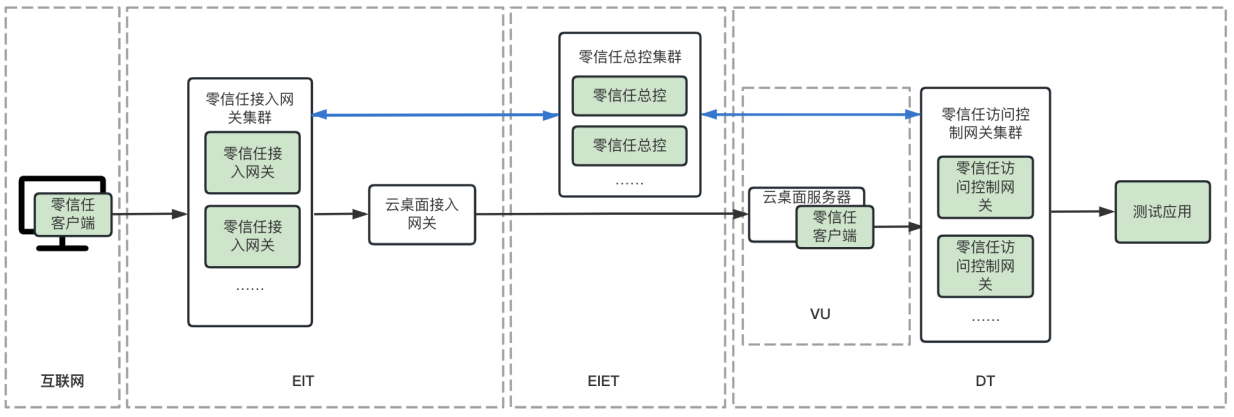 零信任
客户端
互联网
零信任接入网
关集群
零信任接
入网关
零信任接
入网关
……
云桌面接入
网关
EIT
零信任总控集群
零信任总控
零信任总控
……
EIET
云桌面服务器
零信任
客户端
VU
零信任访问控
制网关集群
零信任访
问控制网
关
零信任访
问控制网
关
……
测试应用
DT